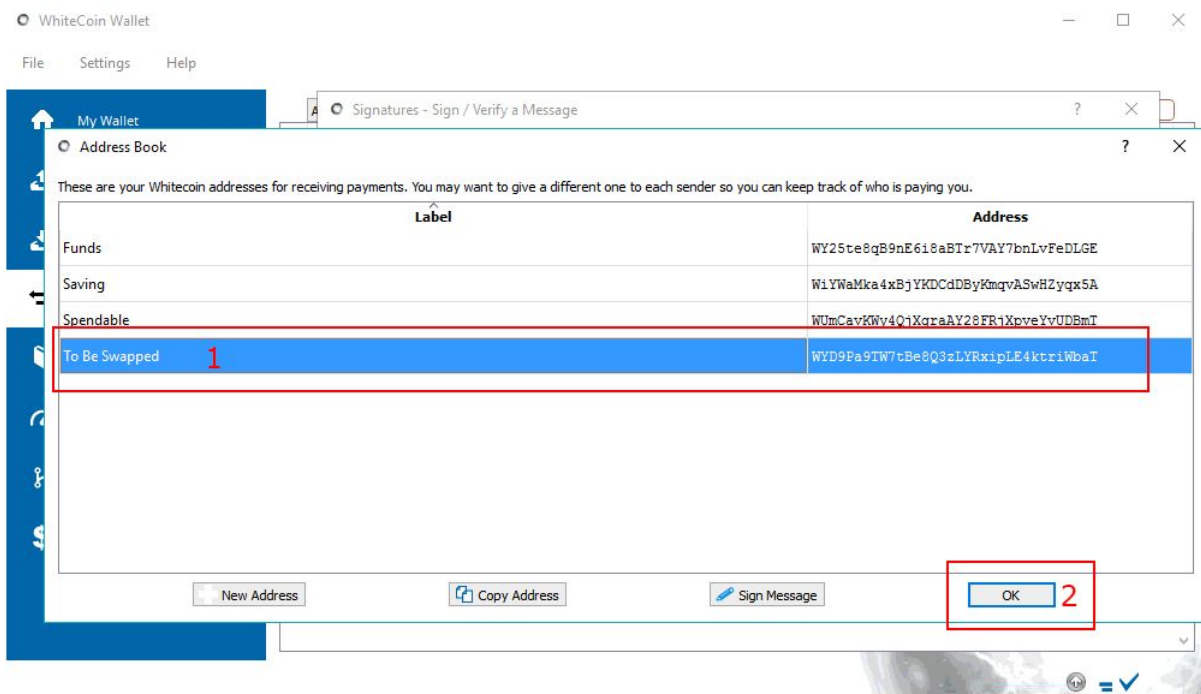 WhiteCoin Wallet
File Settings Help
My Wallet
Signatures - Sign / Verify a Message ?
Address Book ?
These are your Whitecoin addresses for receiving payments. You may want to give a different one to each sender so you can keep track of who is paying you.
Label Address
Funds WY25te8qB9nE6i8aBTr7VAY7bnLvFeDLGE
Saving WiYWaMka4xBjYKDCdDByKmqvASwHZyqx5A
Spendable WUmCavKWy4QjXgraAY28FRjXpveYvUDBmT
To Be Swapped 1 WYD9Pa9TW7tBe8Q3zLYRxipLE4ktriWbaT
New Address Copy Address Sign Message OK 2